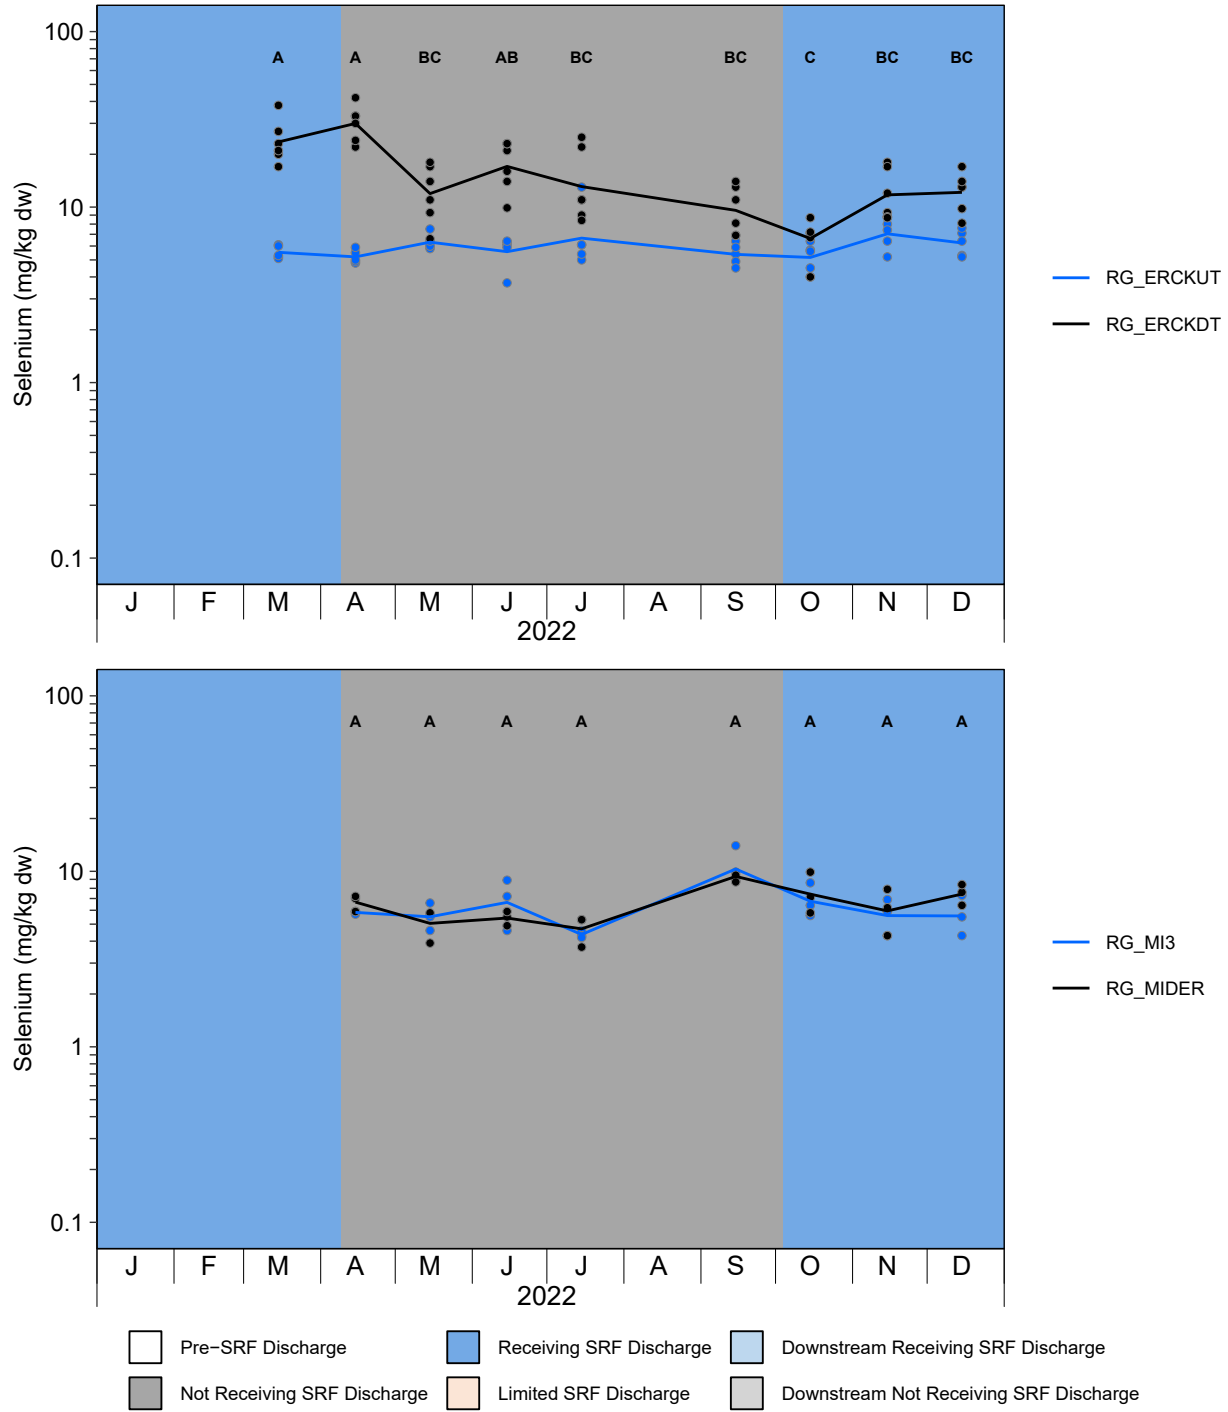 100
A A BC AB BC BC C BC BC
10
1
0.1
Selenium (mg/kg dw)
RG_ERCKUT
RG_ERCKDT
J F M A M J J A S O N D
2022
100
A A A A A A A A
10
1
0.1
Selenium (mg/kg dw)
RG_MI3
RG_MIDER
J F M A M J J A S O N D
2022
Pre−SRF Discharge Receiving SRF Discharge Downstream Receiving SRF Discharge
Not Receiving SRF Discharge Limited SRF Discharge Downstream Not Receiving SRF Discharge